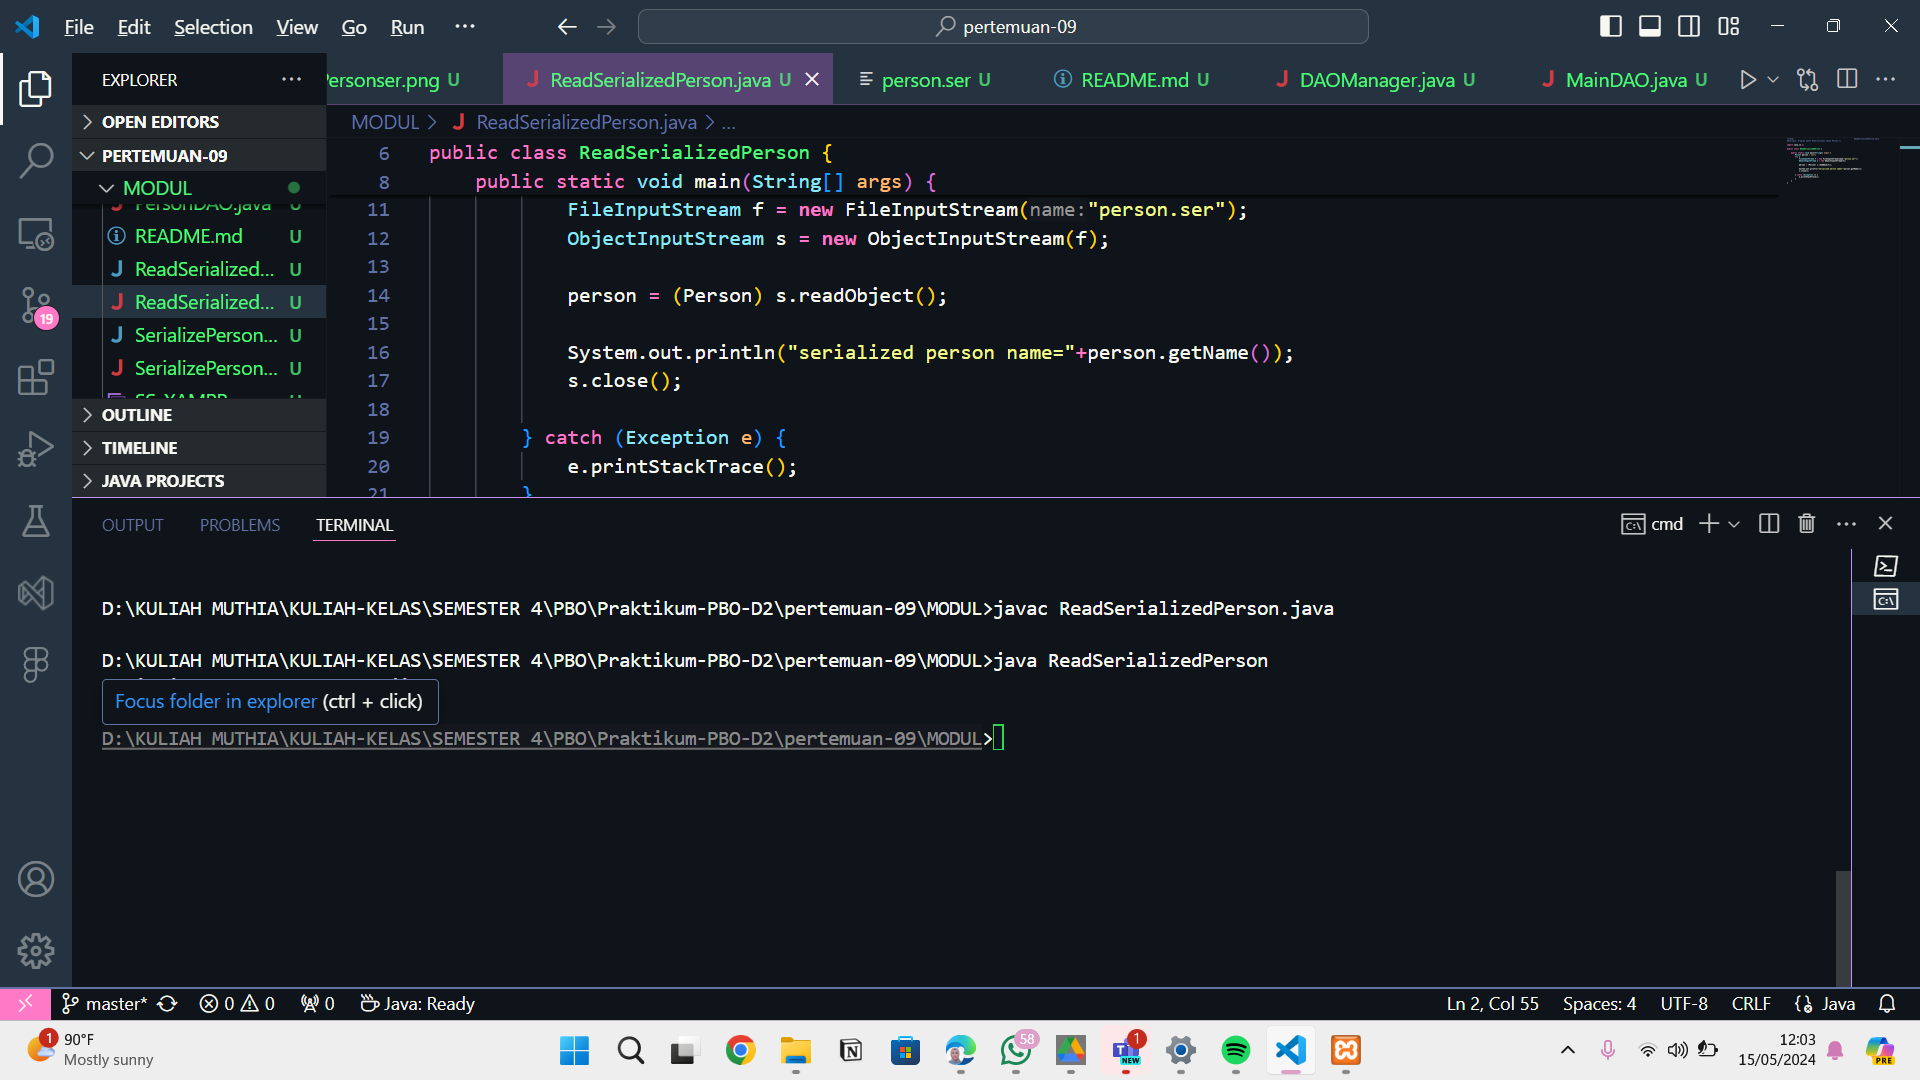 File Edit Selection View Go Run ··· pertemuan-09
EXPLORER ···
Personser.png U
ReadSerializedPerson.java U
person.ser U
README.md U
DAOManager.java U
MainDAO.java U
OPEN EDITORS
PERTEMUAN-09
MODUL
PersonDAO.java U
README.md U
ReadSerialized... U
ReadSerialized... U
SerializePerson... U
SerializePerson... U
OUTLINE
TIMELINE
JAVA PROJECTS
19
MODUL > J ReadSerializedPerson.java > ...
6 public class ReadSerializedPerson {
8 public static void main(String[] args) {
11 FileInputStream f = new FileInputStream(name:"person.ser");
12 ObjectInputStream s = new ObjectInputStream(f);
13
14 person = (Person) s.readObject();
15
16 System.out.println("serialized person name="+person.getName());
17 s.close();
18
19 } catch (Exception e) {
20 e.printStackTrace();
21 }
OUTPUT PROBLEMS TERMINAL
cmd
D:\KULIAH MUTHIA\KULIAH-KELAS\SEMESTER 4\PBO\Praktikum-PBO-D2\pertemuan-09\MODUL>javac ReadSerializedPerson.java
D:\KULIAH MUTHIA\KULIAH-KELAS\SEMESTER 4\PBO\Praktikum-PBO-D2\pertemuan-09\MODUL>java ReadSerializedPerson
Focus folder in explorer (ctrl + click)
D:\KULIAH MUTHIA\KULIAH-KELAS\SEMESTER 4\PBO\Praktikum-PBO-D2\pertemuan-09\MODUL>
master* 0 0 0 Java: Ready Ln 2, Col 55 Spaces: 4 UTF-8 CRLF Java
1 90°F
Mostly sunny
58
1
NEW
12:03
15/05/2024
PRE